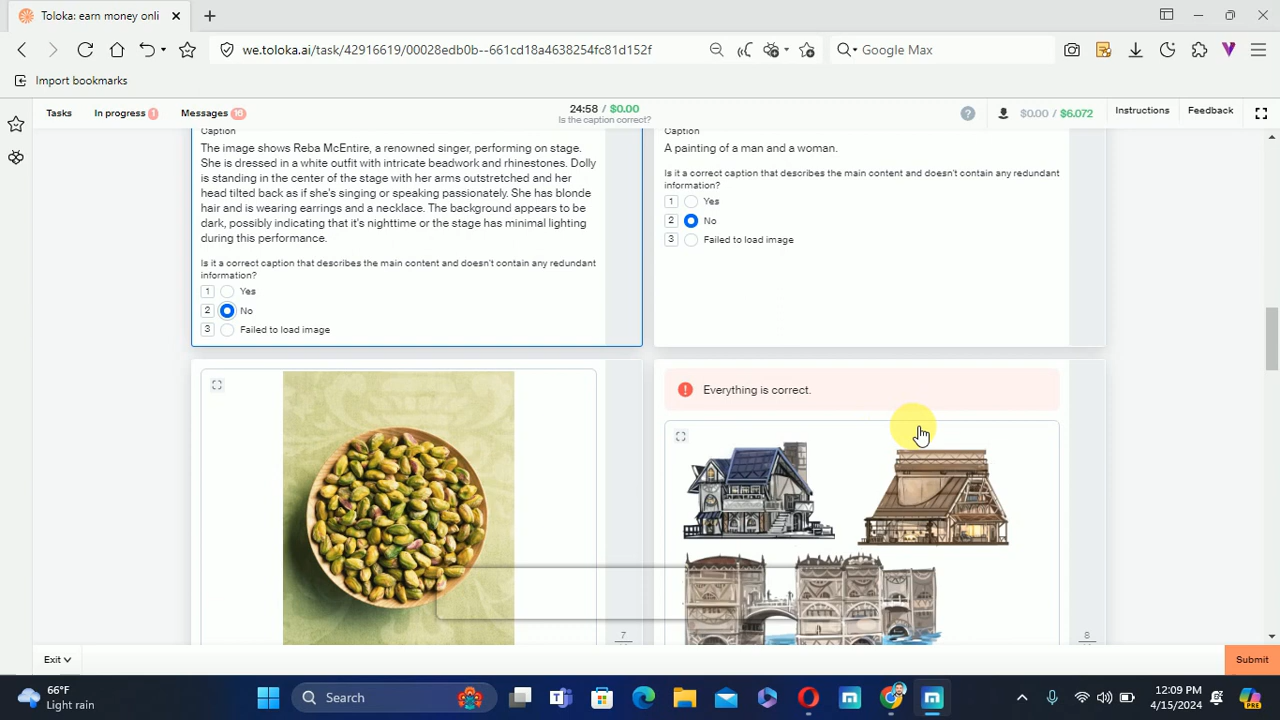 Toloka: earn money onli
we.toloka.ai/task/42916619/00028edb0b--661cd18a4638254fc81d152f
Google Max
Import bookmarks
Tasks
In progress 1
Messages 16
24:58 / $0.00
Is the caption correct?
?
$0.00 / $6.072
Instructions
Feedback
Caption
The image shows Reba McEntire, a renowned singer, performing on stage.
She is dressed in a white outfit with intricate beadwork and rhinestones. Dolly
is standing in the center of the stage with her arms outstretched and her
head tilted back as if she's singing or speaking passionately. She has blonde
hair and is wearing earrings and a necklace. The background appears to be
dark, possibly indicating that it's nighttime or the stage has minimal lighting
during this performance.
Is it a correct caption that describes the main content and doesn't contain any redundant
information?
1 Yes
2 No
3 Failed to load image
Caption
A painting of a man and a woman.
Is it a correct caption that describes the main content and doesn't contain any redundant
information?
1 Yes
2 No
3 Failed to load image
7
Everything is correct.
8
Exit
Submit
66°F
Light rain
Search
12:09 PM
4/15/2024
PRE